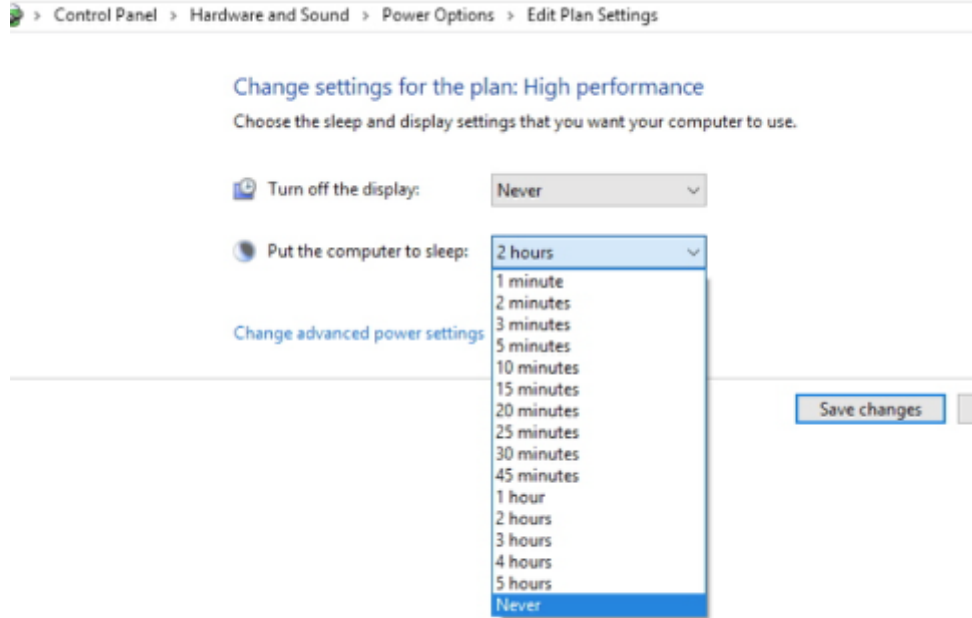 > Control Panel > Hardware and Sound > Power Options > Edit Plan Settings
Change settings for the plan: High performance
Choose the sleep and display settings that you want your computer to use.
Turn off the display: Never
Put the computer to sleep: 2 hours
1 minute
2 minutes
3 minutes
5 minutes
10 minutes
15 minutes
20 minutes
25 minutes
30 minutes
45 minutes
1 hour
2 hours
3 hours
4 hours
5 hours
Never
Change advanced power settings
Save changes